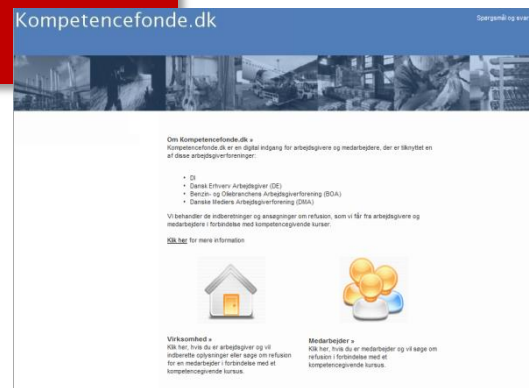 Kompetencefonde.dk
Spørgsmål og svar
Om Kompetencefonde.dk »
Kompetencefonde.dk er en digital indgang for arbejdsgivere og medarbejdere, der er tilknyttet en
af disse arbejdsgiverforeninger:
• DI
• Dansk Erhverv Arbejdsgiver (DE)
• Benzin- og Oliebranchens Arbejdsgiverforening (BOA)
• Danske Mediers Arbejdsgiverforening (DMA)
Vi behandler de indberetninger og ansøgninger om refusion, som vi får fra arbejdsgivere og
medarbejdere i forbindelse med kompetencegivende kurser.
Klik her for mere information
Virksomhed »
Klik her, hvis du er arbejdsgiver og vil
indberette oplysninger eller søge om refusion
for en medarbejder i forbindelse med et
kompetencegivende kursus.
Medarbejder »
Klik her, hvis du er medarbejder og vil søge om
refusion i forbindelse med et
kompetencegivende kursus.